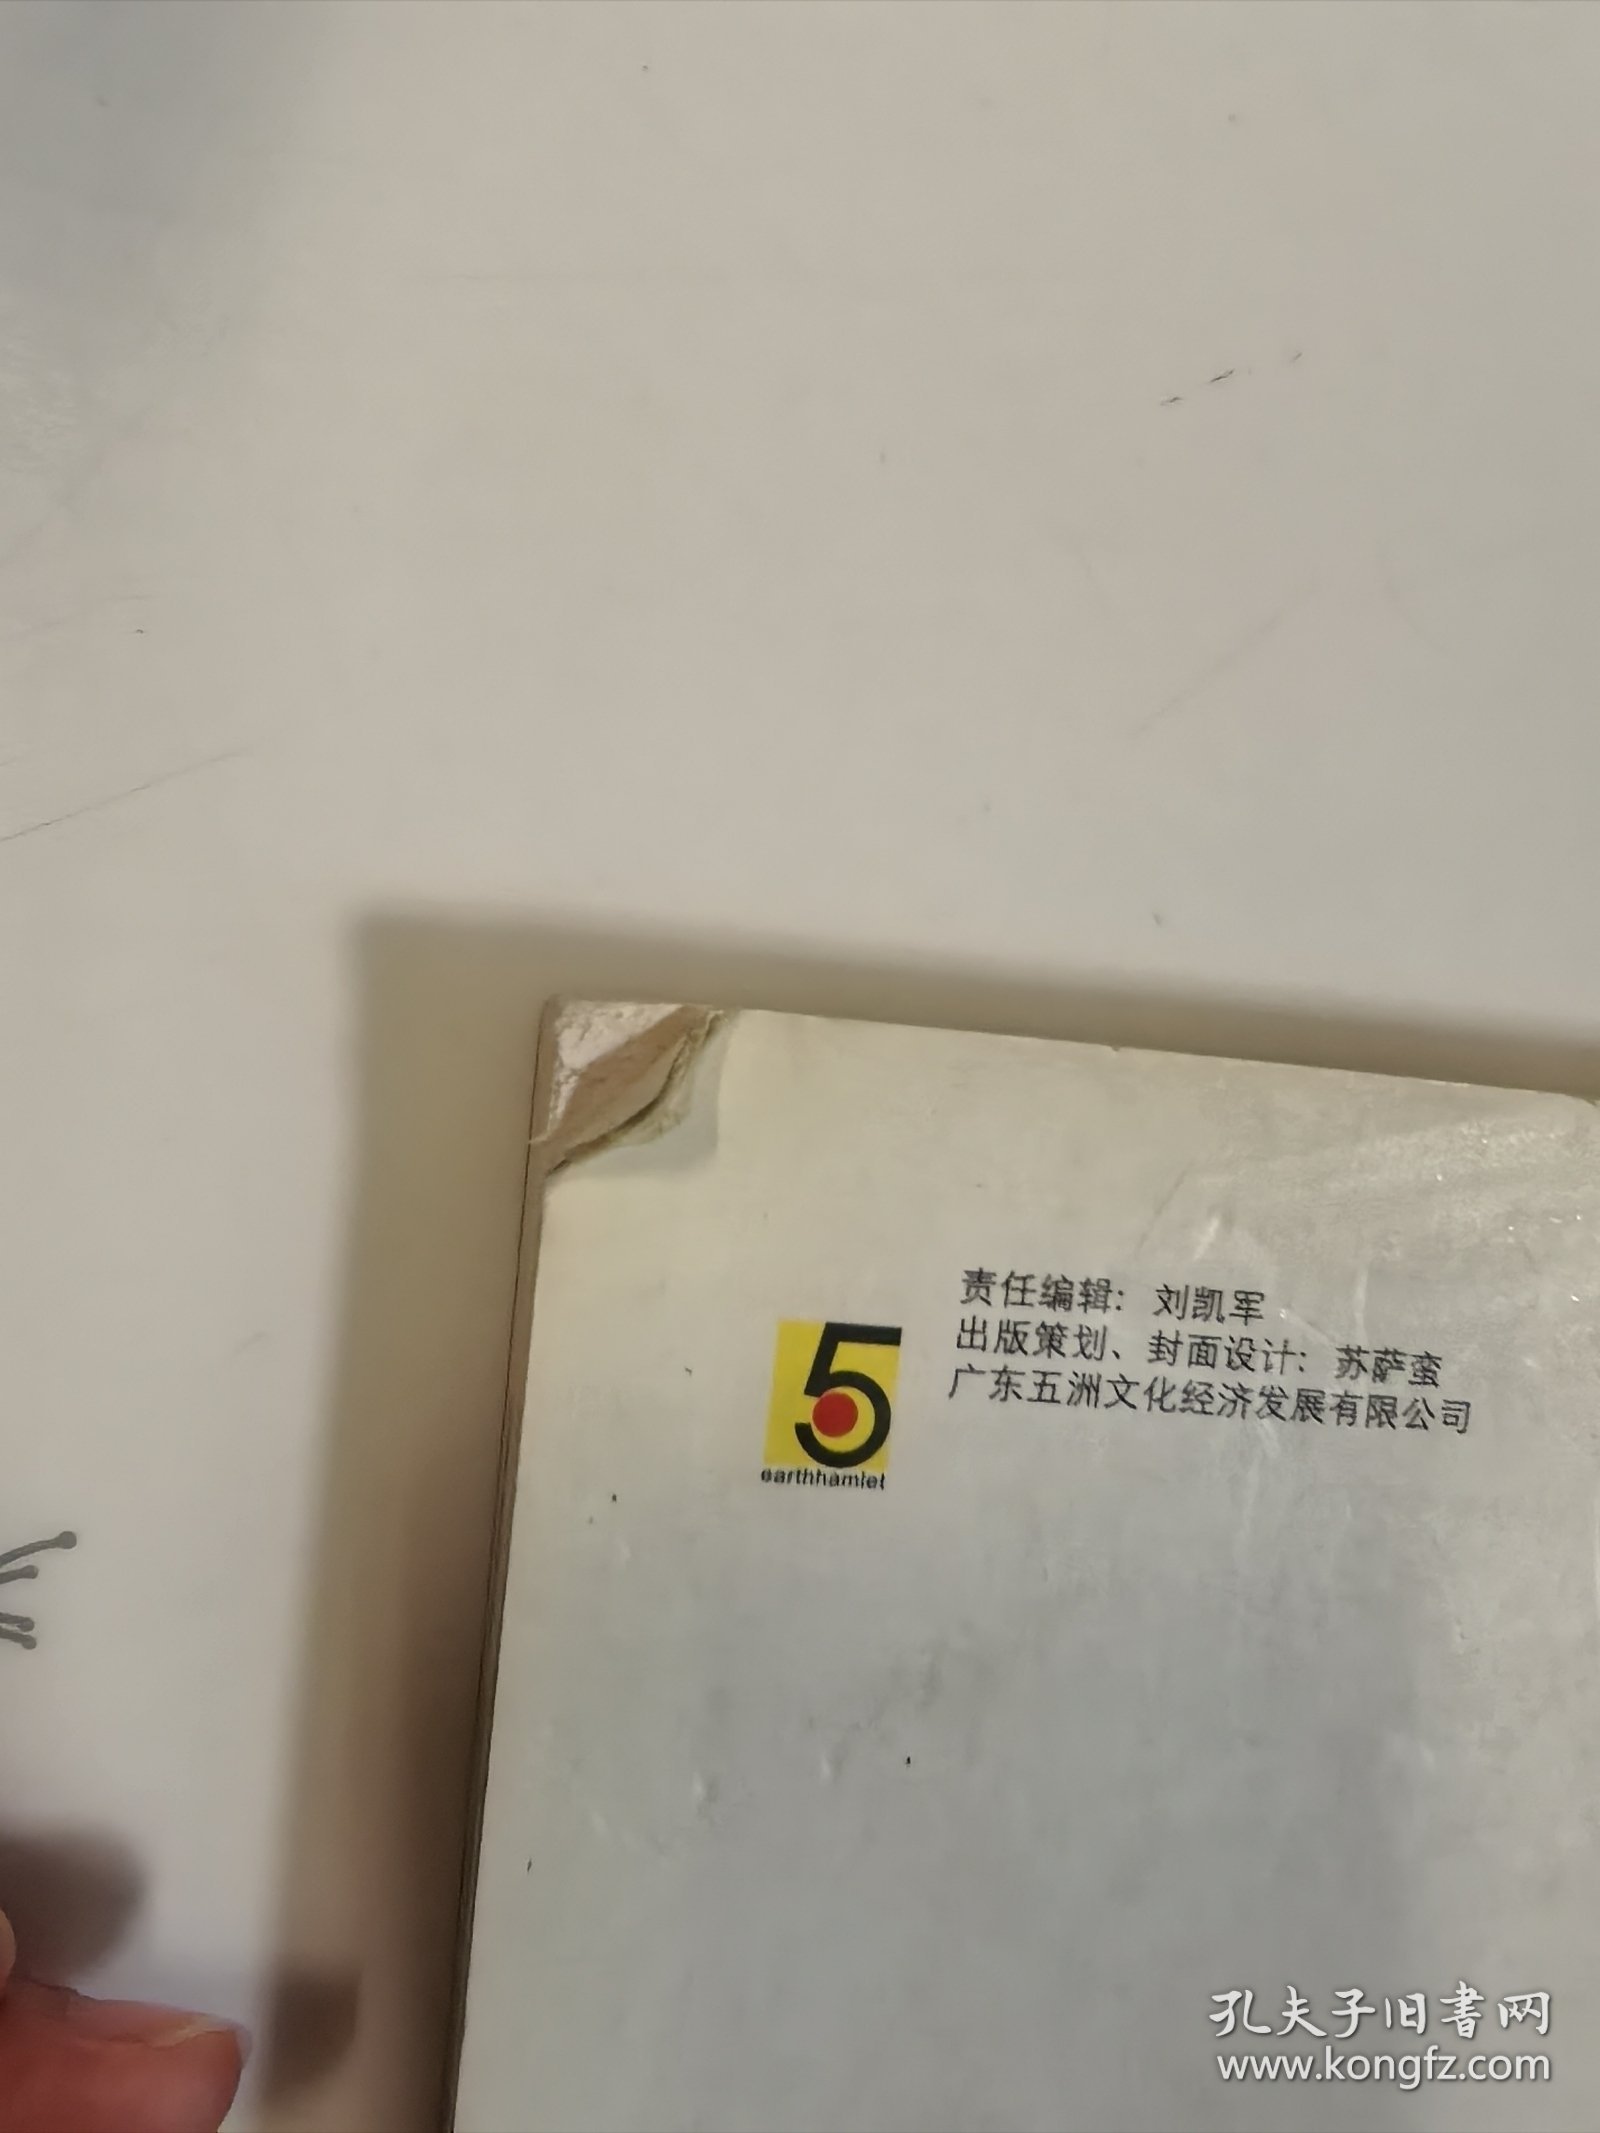 责任编辑：刘凯军
出版策划、封面设计：苏萨蛮
广东五洲文化经济发展有限公司
5
earthhamlet
孔夫子旧书网
www.kongfz.com